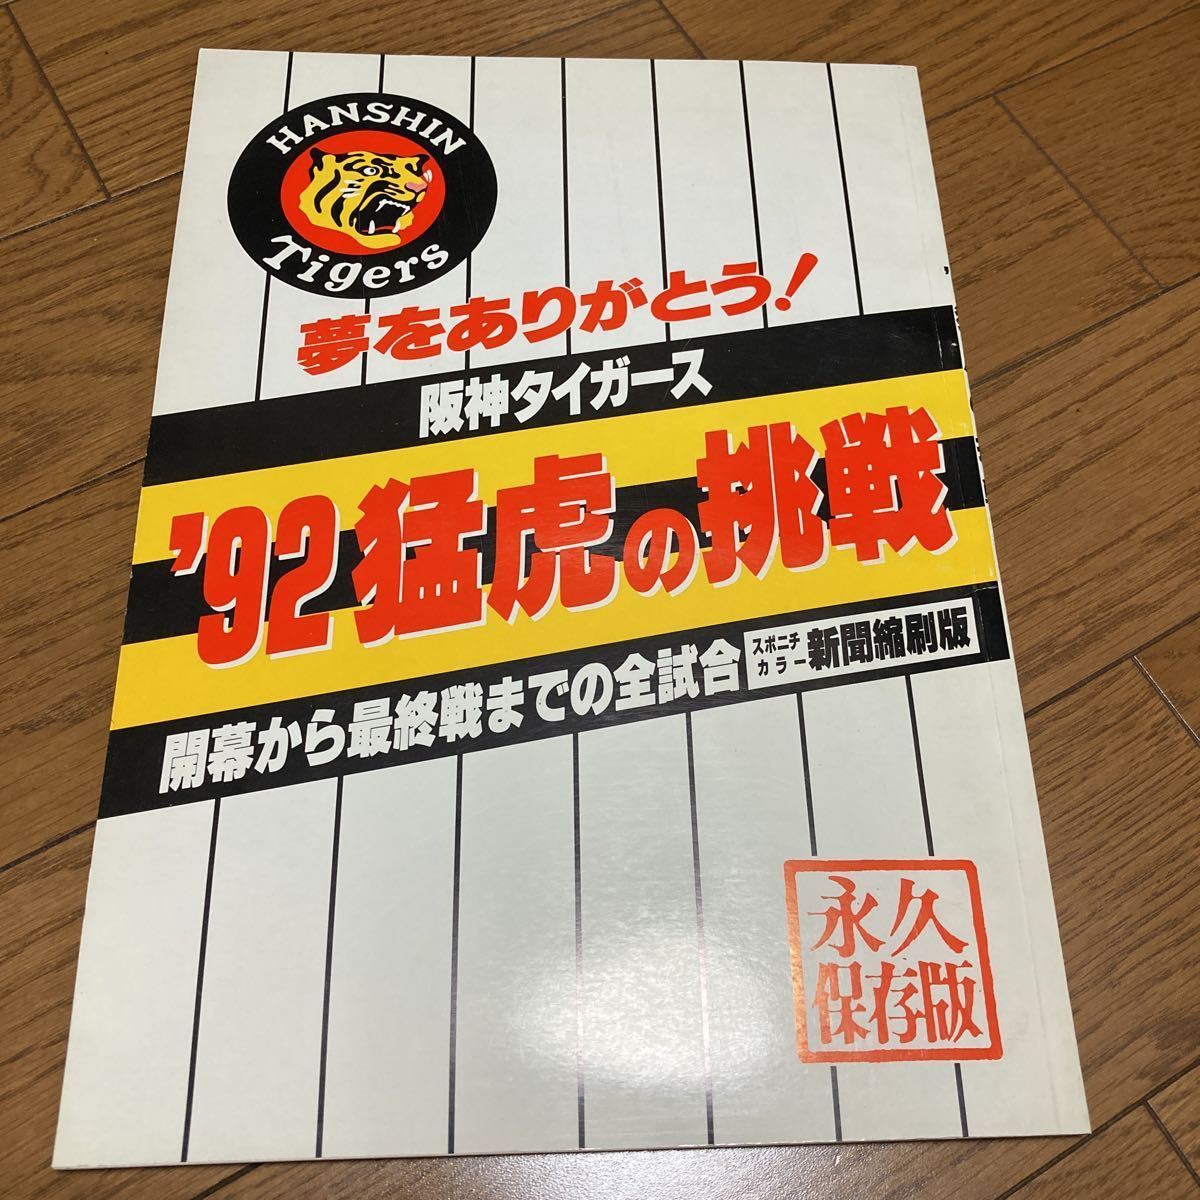 HANSHIN
Tigers
夢をありがとう!
阪神タイガース
'92猛虎の挑戦
開幕から最終戦までの全試合
スポニチ
カラー
新聞縮刷版
永久
保存版